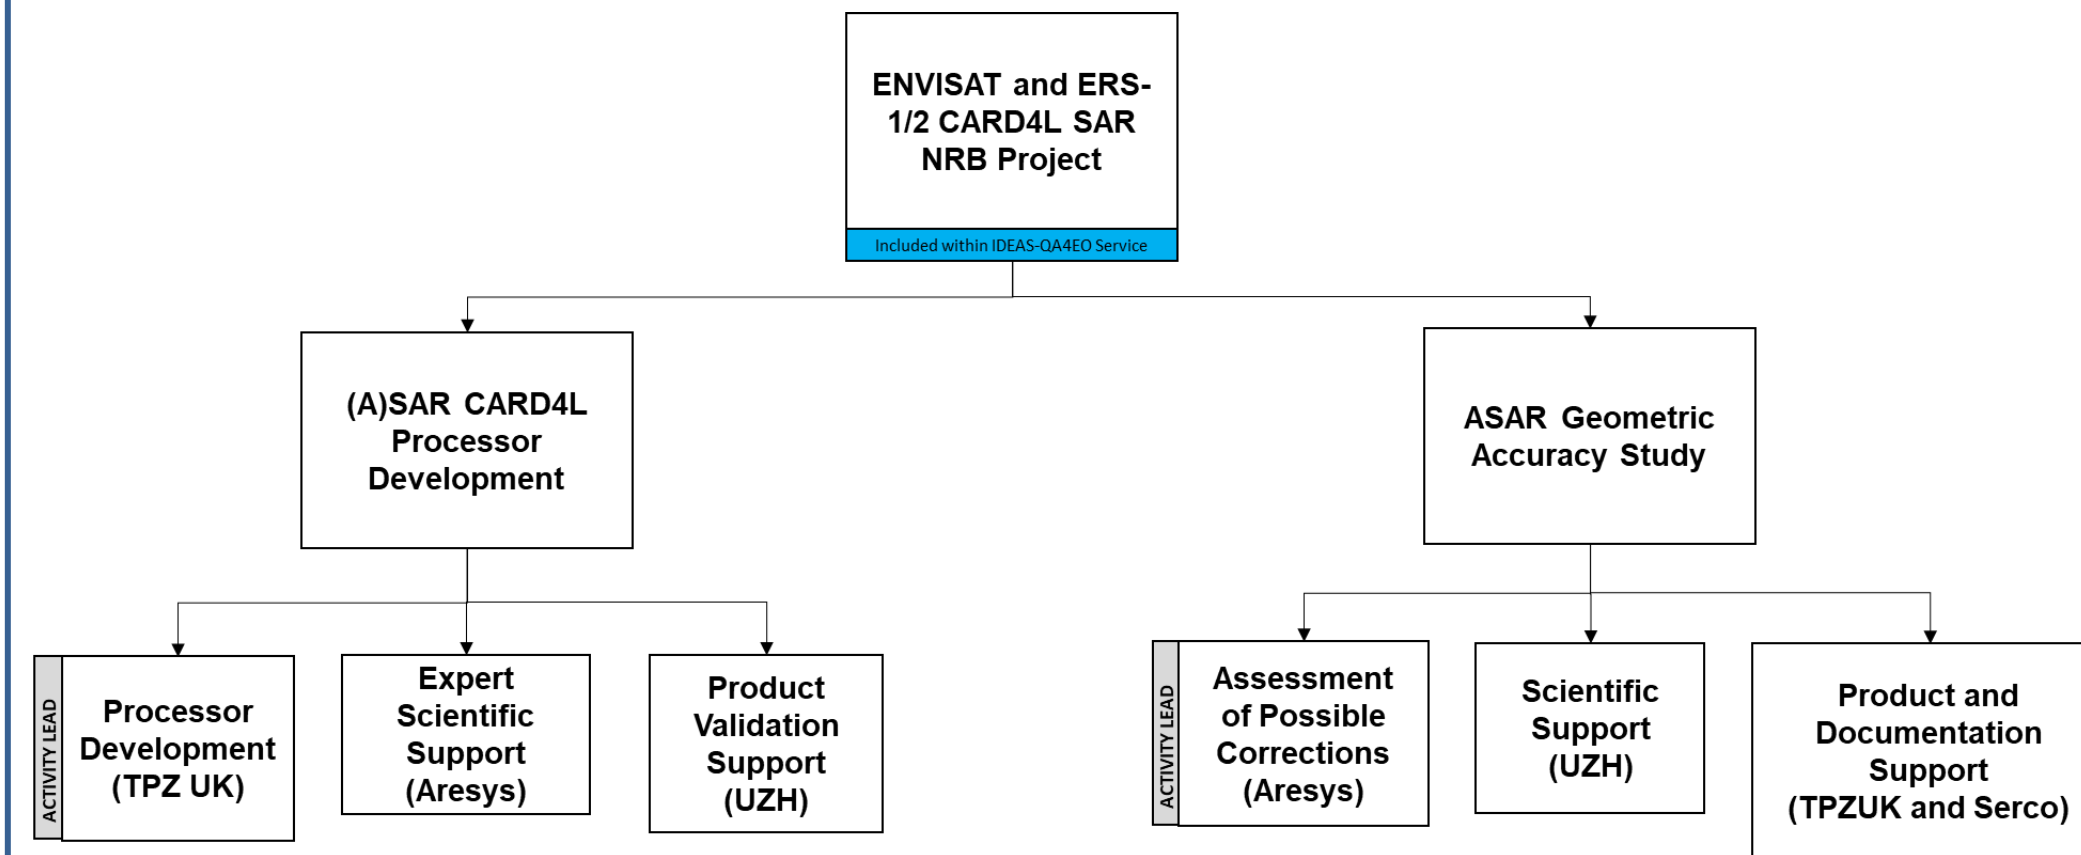 ENVISAT and ERS-
1/2 CARD4L SAR
NRB Project
Included within IDEAS-QA4EO Service
(A)SAR CARD4L
Processor
Development
ASAR Geometric
Accuracy Study
ACTIVITY LEAD
Processor
Development
(TPZ UK)
Expert
Scientific
Support
(Aresys)
Product
Validation
Support
(UZH)
ACTIVITY LEAD
Assessment
of Possible
Corrections
(Aresys)
Scientific
Support
(UZH)
Product and
Documentation
Support
(TPZUK and Serco)